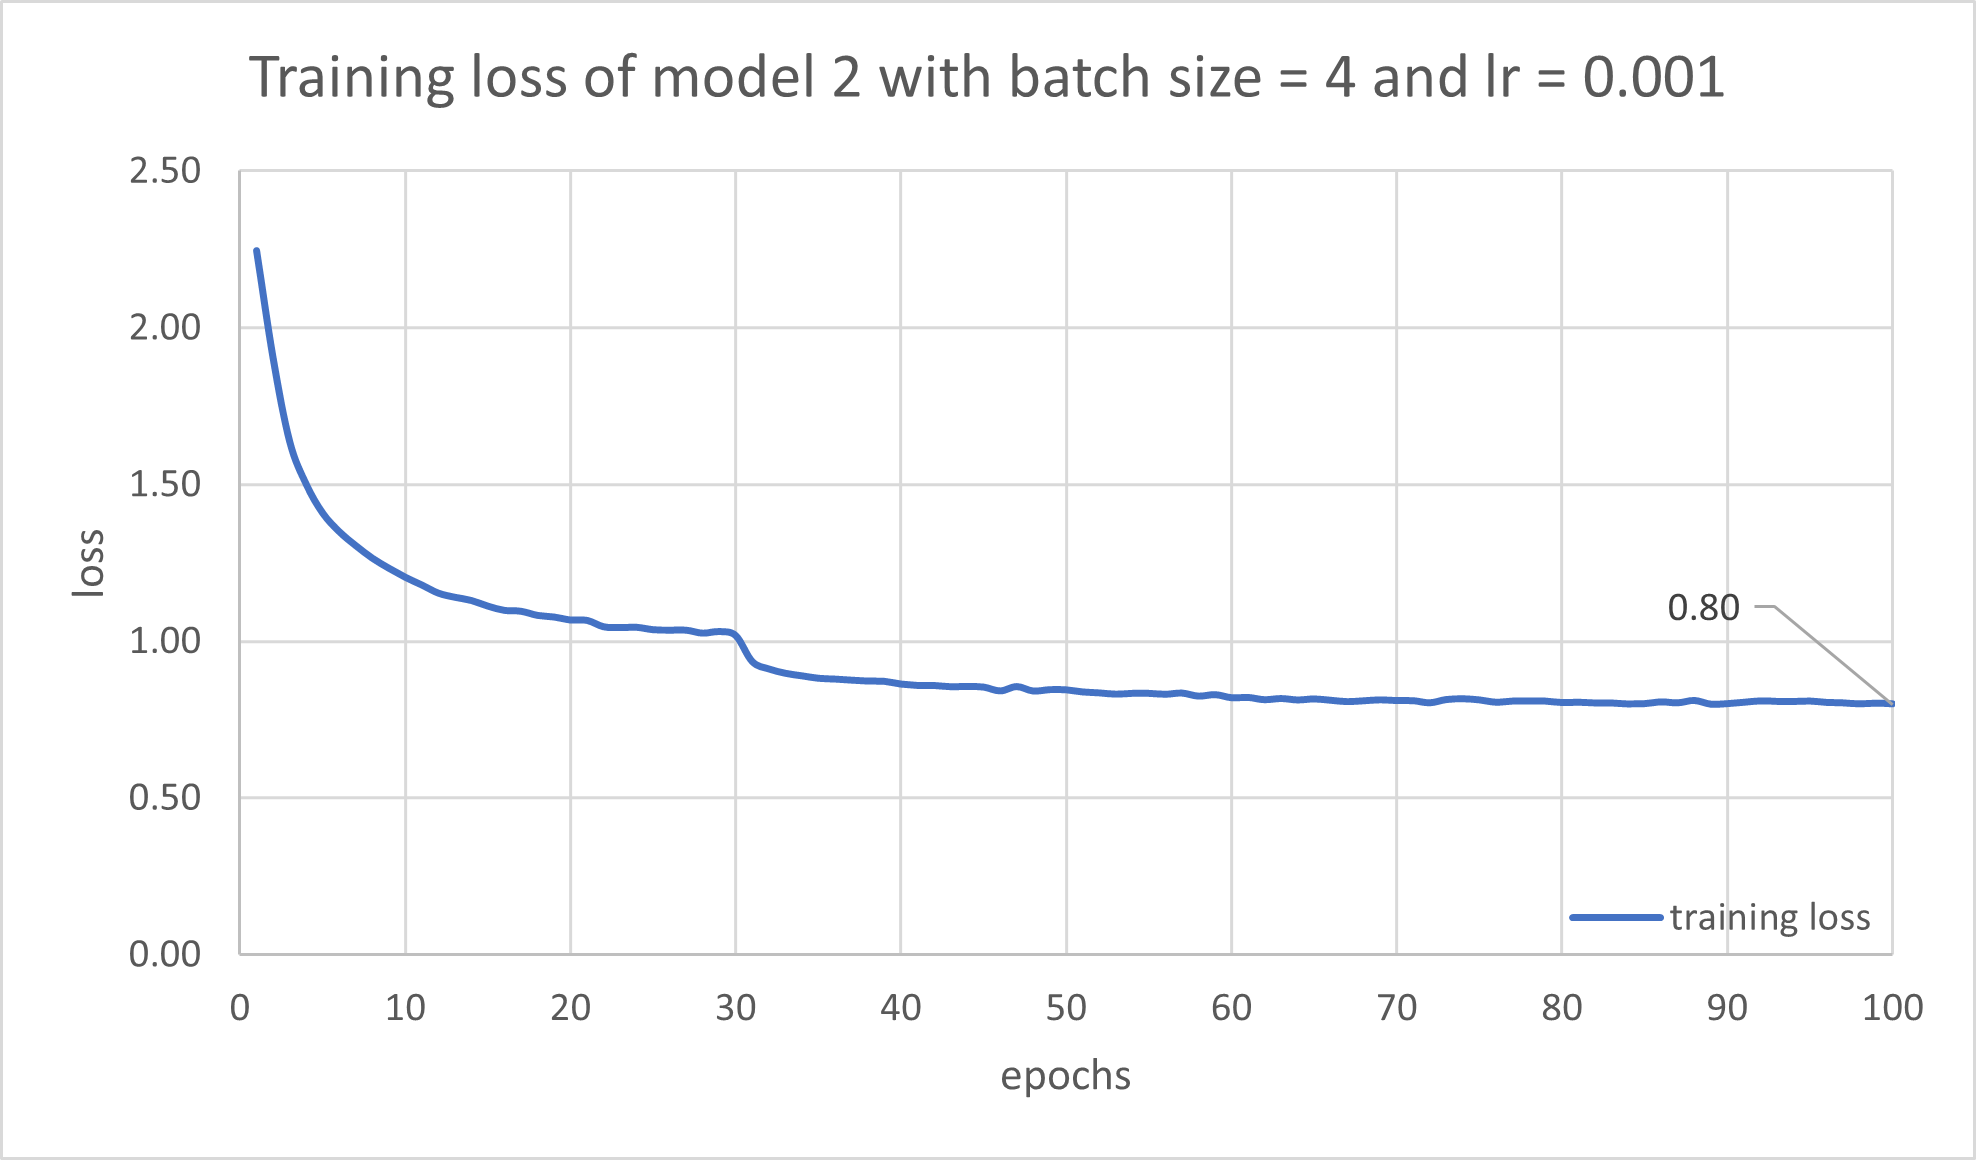 Training loss of model 2 with batch size = 4 and lr = 0.001
2.50
2.00
1.50
1.00
0.50
0.00
loss
0.80
training loss
0 10 20 30 40 50 60 70 80 90 100
epochs